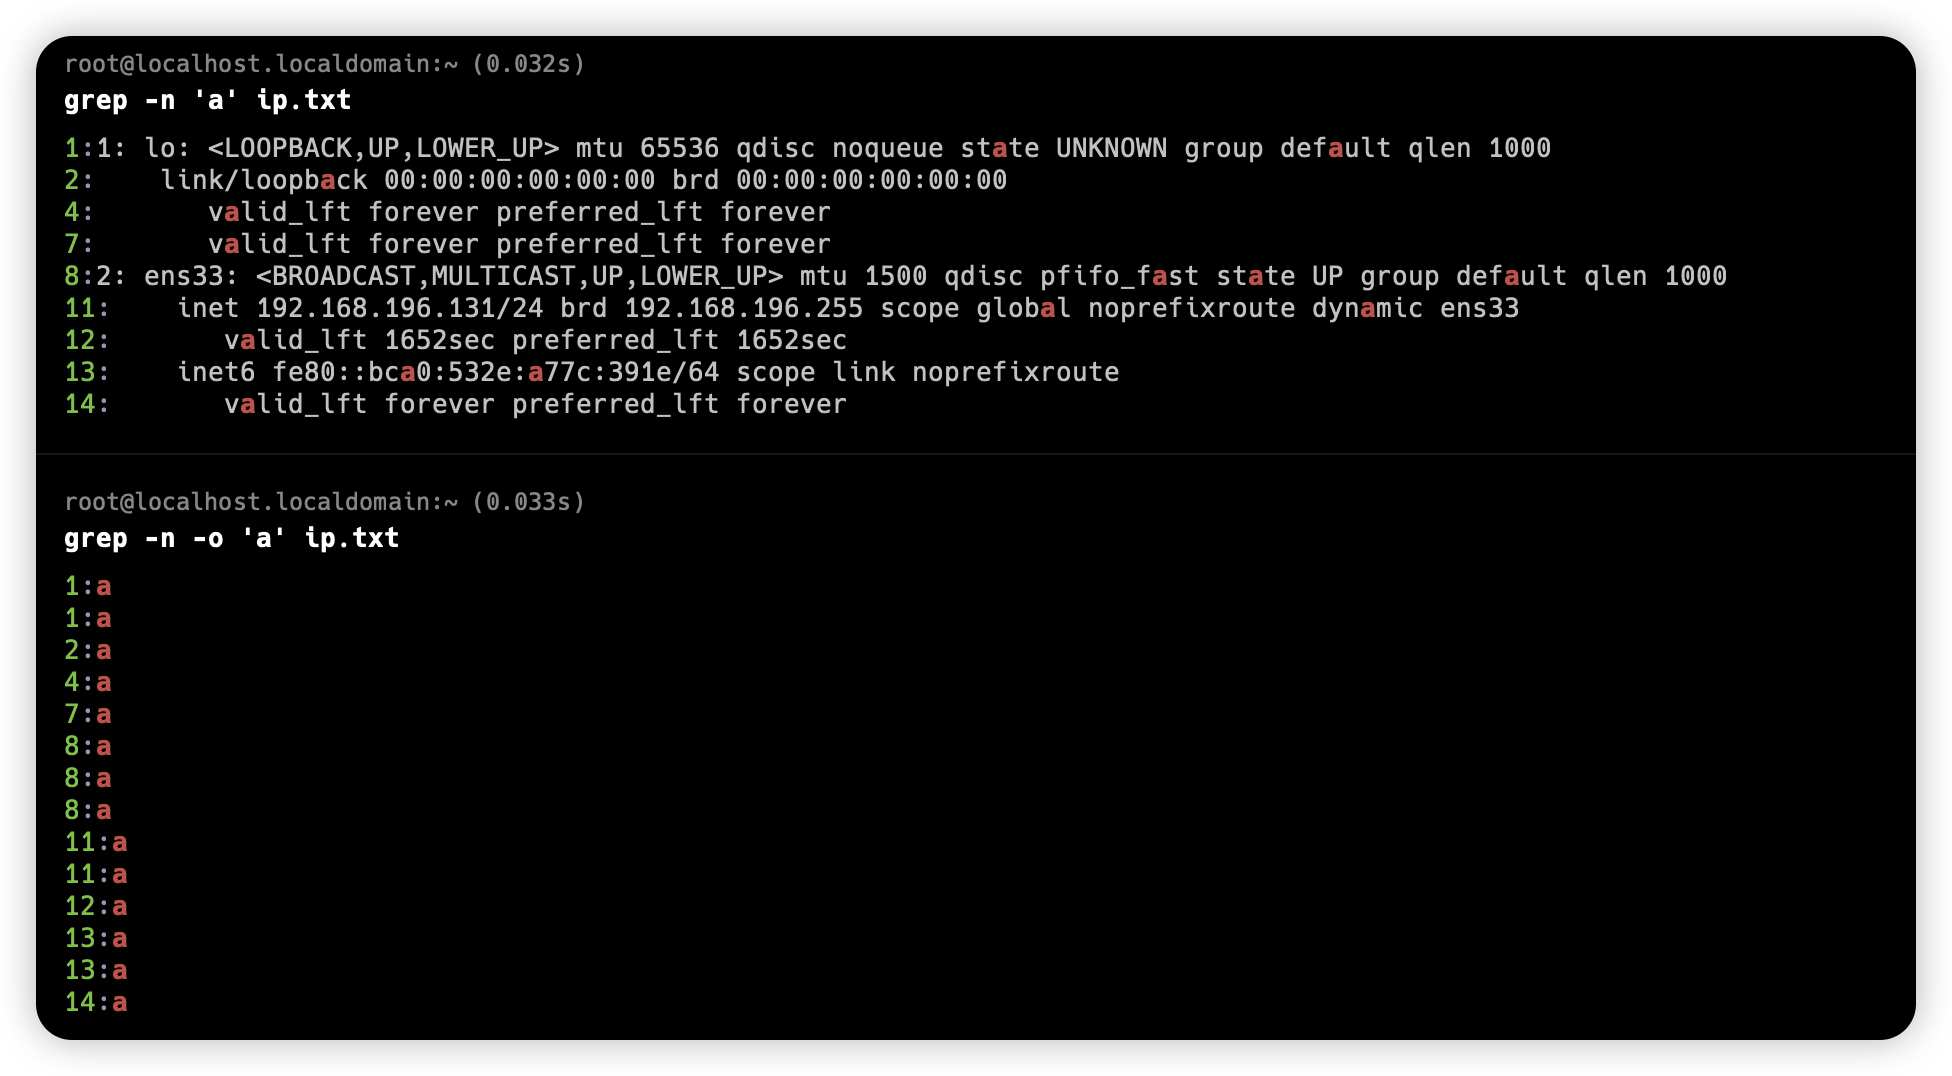 root@localhost.localdomain:~ (0.032s)
grep -n 'a' ip.txt
1:1: lo: <LOOPBACK,UP,LOWER_UP> mtu 65536 qdisc noqueue state UNKNOWN group default qlen 1000
2:    link/loopback 00:00:00:00:00:00 brd 00:00:00:00:00:00
4:       valid_lft forever preferred_lft forever
7:       valid_lft forever preferred_lft forever
8:2: ens33: <BROADCAST,MULTICAST,UP,LOWER_UP> mtu 1500 qdisc pfifo_fast state UP group default qlen 1000
11:    inet 192.168.196.131/24 brd 192.168.196.255 scope global noprefixroute dynamic ens33
12:       valid_lft 1652sec preferred_lft 1652sec
13:    inet6 fe80::bca0:532e:a77c:391e/64 scope link noprefixroute
14:       valid_lft forever preferred_lft forever
root@localhost.localdomain:~ (0.033s)
grep -n -o 'a' ip.txt
1:a
1:a
2:a
4:a
7:a
8:a
8:a
8:a
11:a
11:a
12:a
13:a
13:a
14:a